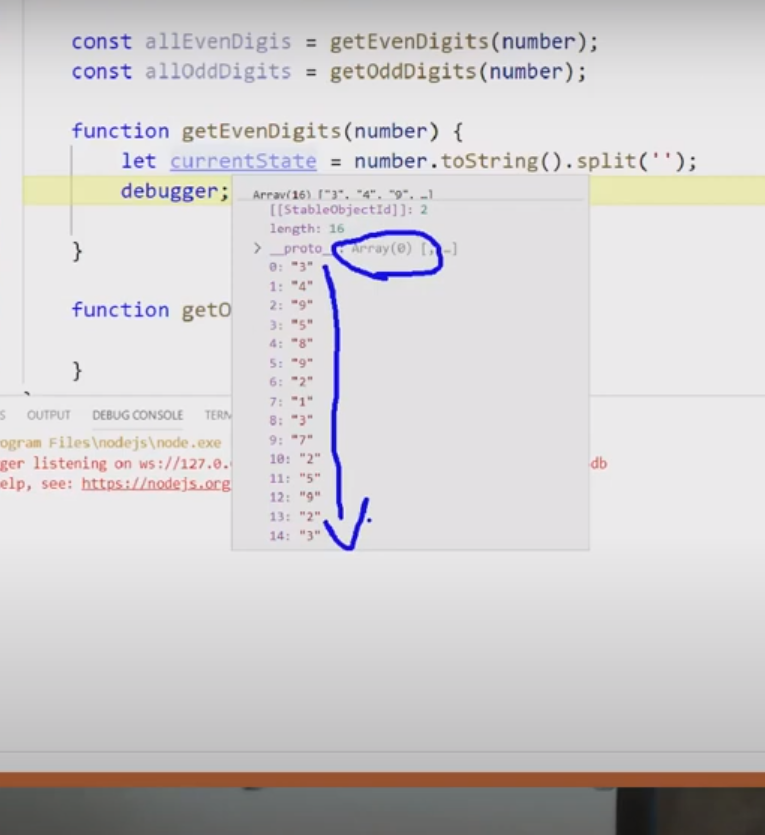 const allEvenDigis = getEvenDigits(number);
const allOddDigits = getOddDigits(number);
function getEvenDigits(number) {
let currentState = number.toString().split('');
debugger;
Array(16) ["3", "4", "9", …]
[[StableObjectId]]: 2
length: 16
> __proto__: Array(0) [, …]
0: "3"
1: "4"
2: "9"
3: "5"
4: "8"
5: "9"
6: "2"
7: "1"
8: "3"
9: "7"
10: "2"
11: "5"
12: "9"
13: "2"
14: "3"
}
function getO
}
S OUTPUT DEBUG CONSOLE TERM
ogram Files\nodejs\node.exe
ger listening on ws://127.0. db
elp, see: https://nodejs.org